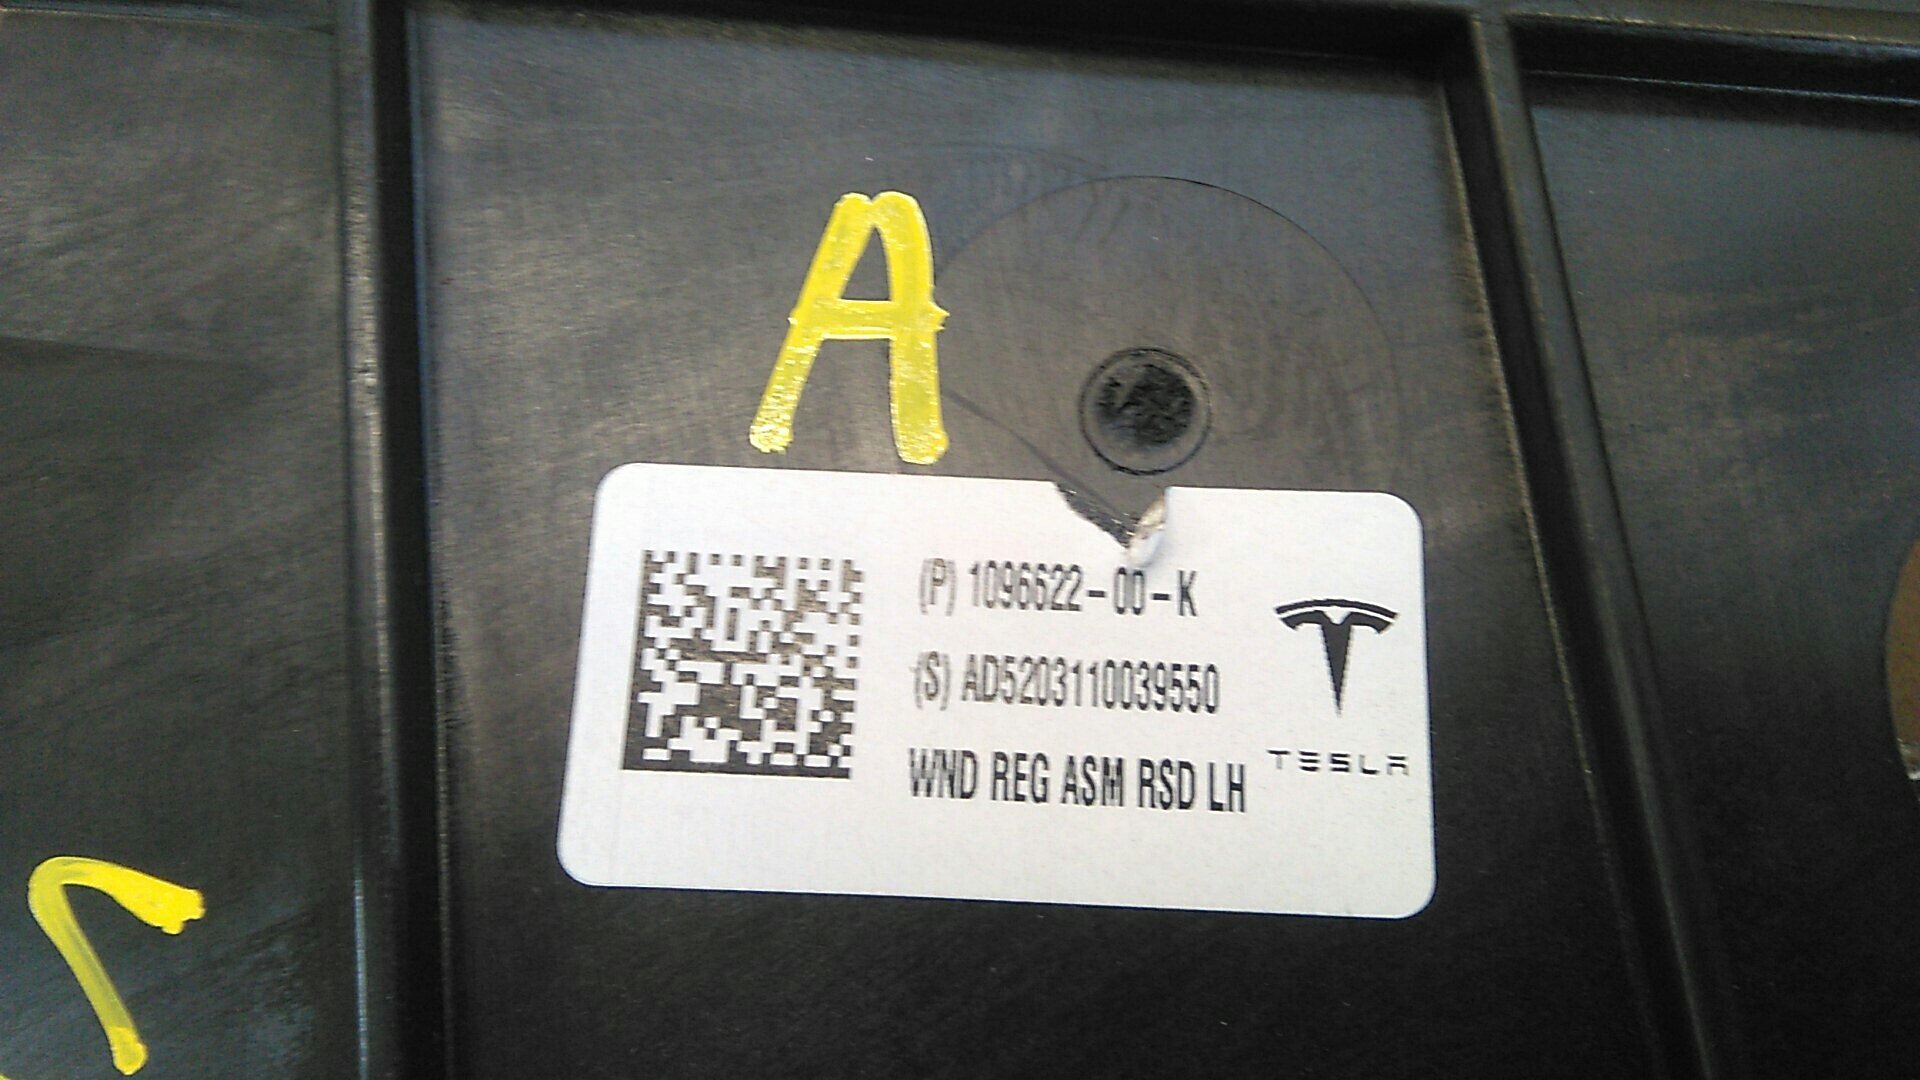 A
(P) 1096622-00-K
(S) AD5203110039550
WND REG ASM RSD LH
TESLA